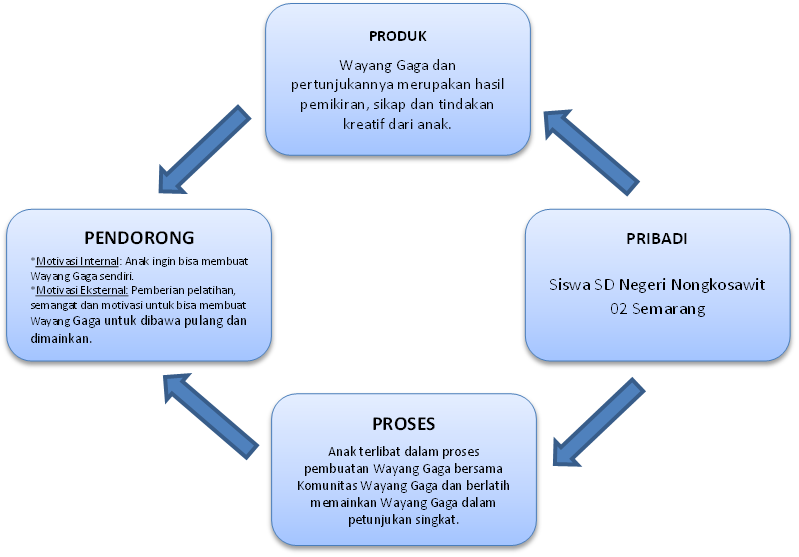 PRODUK
Wayang Gaga dan
pertunjukannya merupakan hasil
pemikiran, sikap dan tindakan
kreatif dari anak.
PENDORONG
*Motivasi Internal: Anak ingin bisa membuat
Wayang Gaga sendiri.
*Motivasi Eksternal: Pemberian pelatihan,
semangat dan motivasi untuk bisa membuat
Wayang Gaga untuk dibawa pulang dan
dimainkan.
PRIBADI
Siswa SD Negeri Nongkosawit
02 Semarang
PROSES
Anak terlibat dalam proses
pembuatan Wayang Gaga bersama
Komunitas Wayang Gaga dan berlatih
memainkan Wayang Gaga dalam
petunjukan singkat.